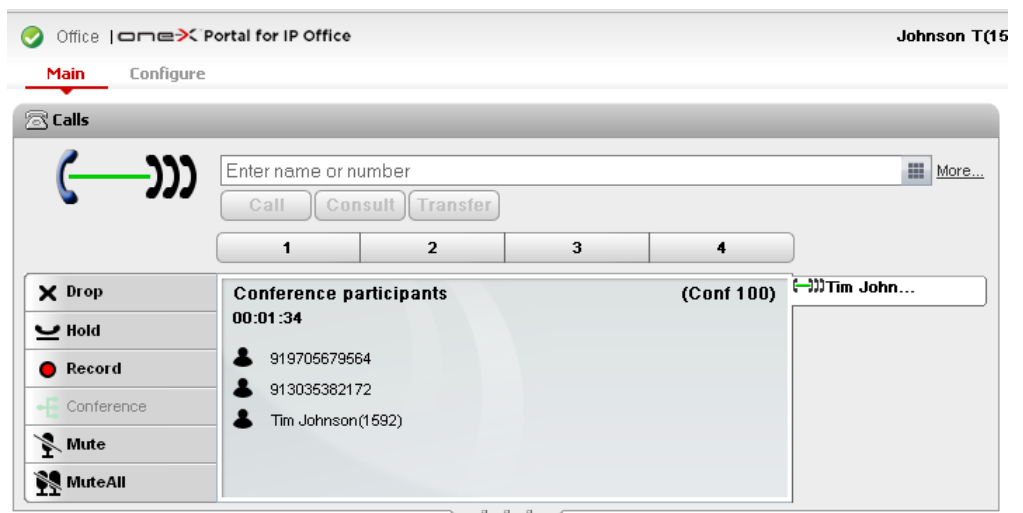 Office | one-X Portal for IP Office
Johnson T(15
Main Configure
Calls
Enter name or number
More...
Call Consult Transfer
1 2 3 4
Drop
Hold
Record
Conference
Mute
MuteAll
Conference participants (Conf 100)
00:01:34
919705679564
913035382172
Tim Johnson(1592)
Tim John...